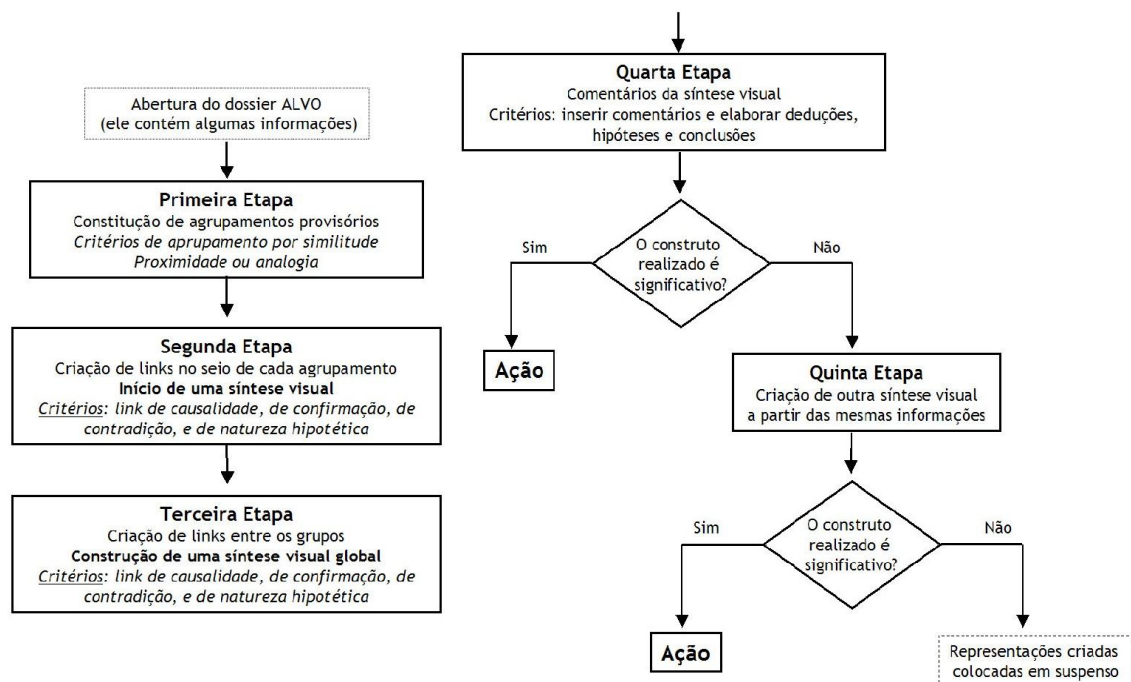 Abertura do dossier ALVO
(ele contém algumas informações)
Primeira Etapa
Constitução de agrupamentos provisórios
Critérios de aprupamento por similitude
Proximidade ou analogia
Segunda Etapa
Criação de links no seio de cada agrupamento
Início de uma síntese visual
Critérios: link de causalidade, de confirmação, de
contradição, e de natureza hipotética
Terceira Etapa
Criação de links entre os grupos
Construção de uma síntese visual global
Critérios: link de causalidade, de confirmação, de
contradição, e de natureza hipotética
Quarta Etapa
Comentários da síntese visual
Critérios: inserir comentários e elaborar deduções,
hipóteses e conclusões
Sim
O construto
realizado é
significativo?
Não
Ação
Quinta Etapa
Criação de outra síntese visual
a partir das mesmas informações
Sim
O construto
realizado é
significativo?
Não
Ação
Representações criadas
colocadas em suspenso